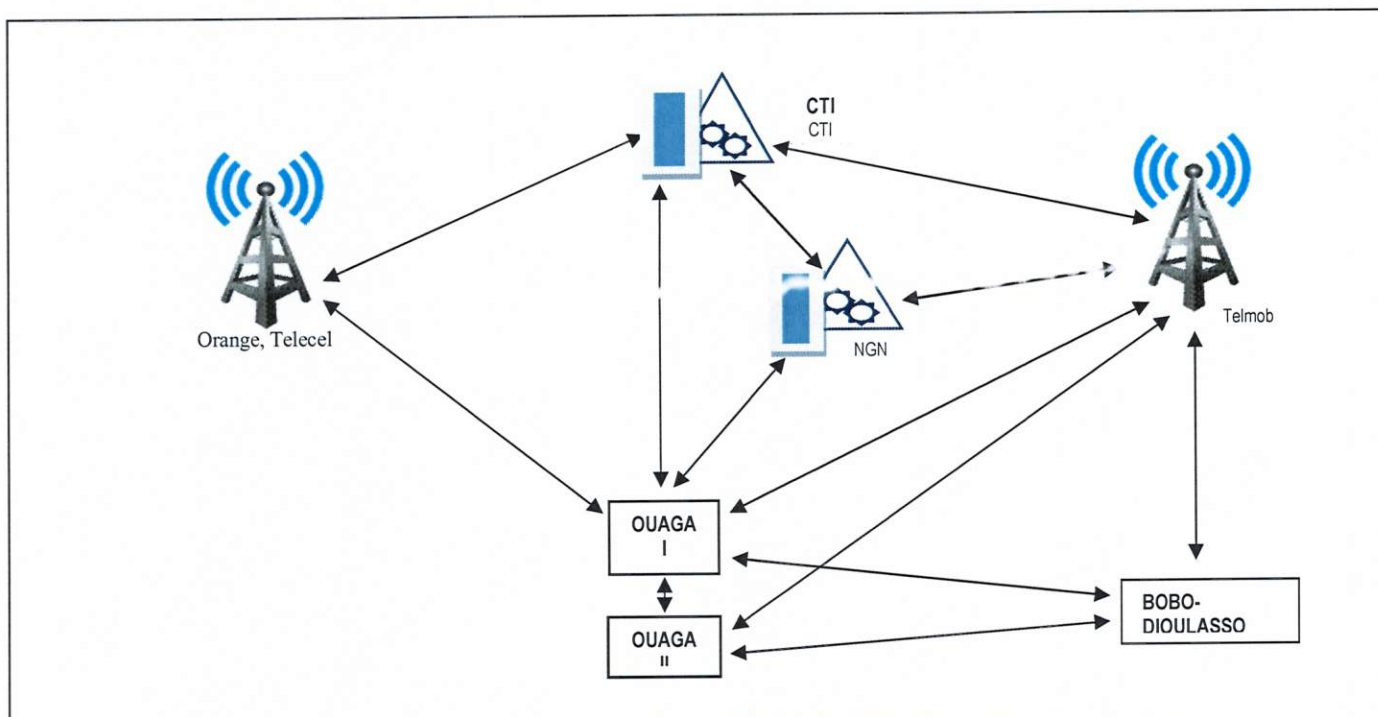 CTI
CTI
Orange, Telecel
NGN
Telmob
OUAGA
I
OUAGA
II
BOBO-
DIOULASSO